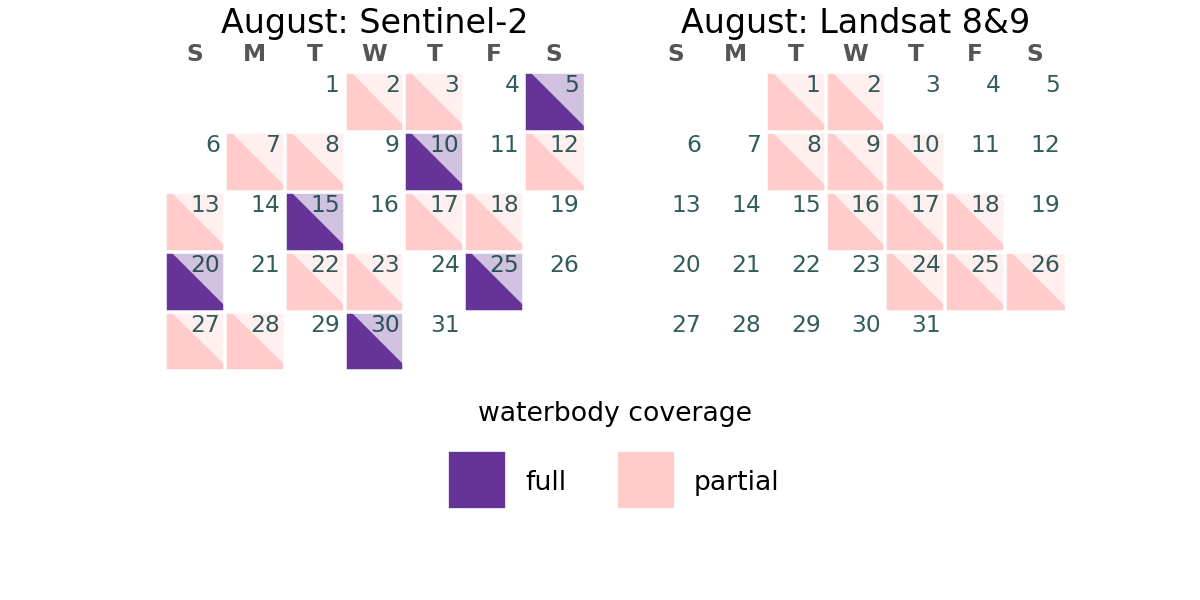 August: Sentinel-2
S M T W T F S
1 2 3 4 5
6 7 8 9 10 11 12
13 14 15 16 17 18 19
20 21 22 23 24 25 26
27 28 29 30 31
August: Landsat 8&9
S M T W T F S
1 2 3 4 5
6 7 8 9 10 11 12
13 14 15 16 17 18 19
20 21 22 23 24 25 26
27 28 29 30 31
waterbody coverage
full partial